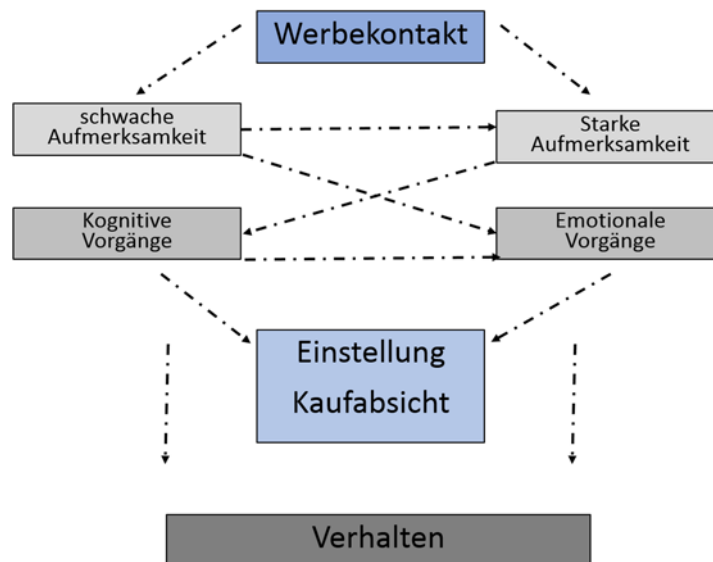 Werbekontakt
schwache
Aufmerksamkeit
Starke
Aufmerksamkeit
Kognitive
Vorgänge
Emotionale
Vorgänge
Einstellung
Kaufabsicht
Verhalten